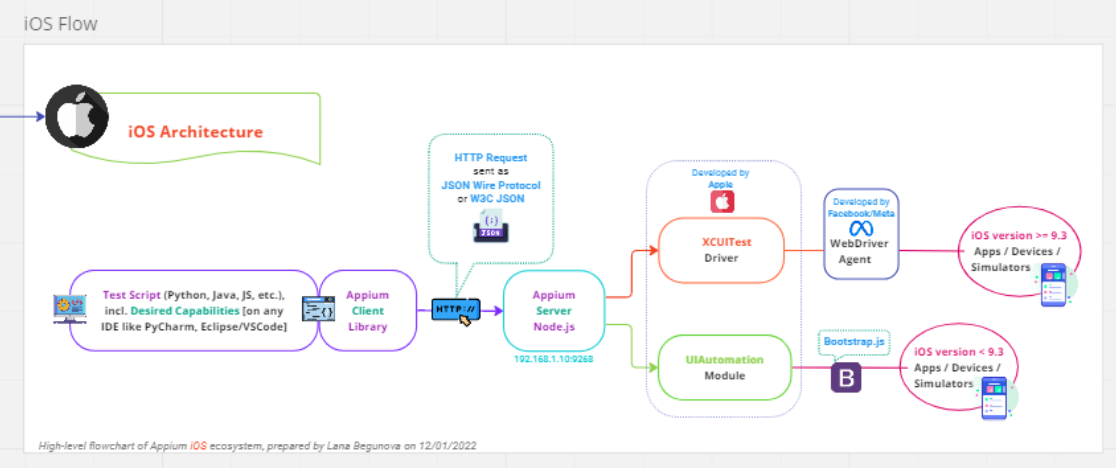 iOS Flow
iOS Architecture
HTTP Request
sent as
JSON Wire Protocol
or W3C JSON
{;}
JSON
Developed by
Apple
XCUITest
Driver
Developed by
Facebook/Meta
WebDriver
Agent
iOS version >= 9.3
Apps / Devices /
Simulators
Test Script (Python, Java, JS, etc.),
incl. Desired Capabilities [on any
IDE like PyCharm, Eclipse/VSCode]
Appium
Client
Library
HTTP://
Appium
Server
Node.js
192.168.1.10:9268
UIAutomation
Module
Bootstrap.js
B
iOS version < 9.3
Apps / Devices /
Simulators
High-level flowchart of Appium iOS ecosystem, prepared by Lana Begunova on 12/01/2022